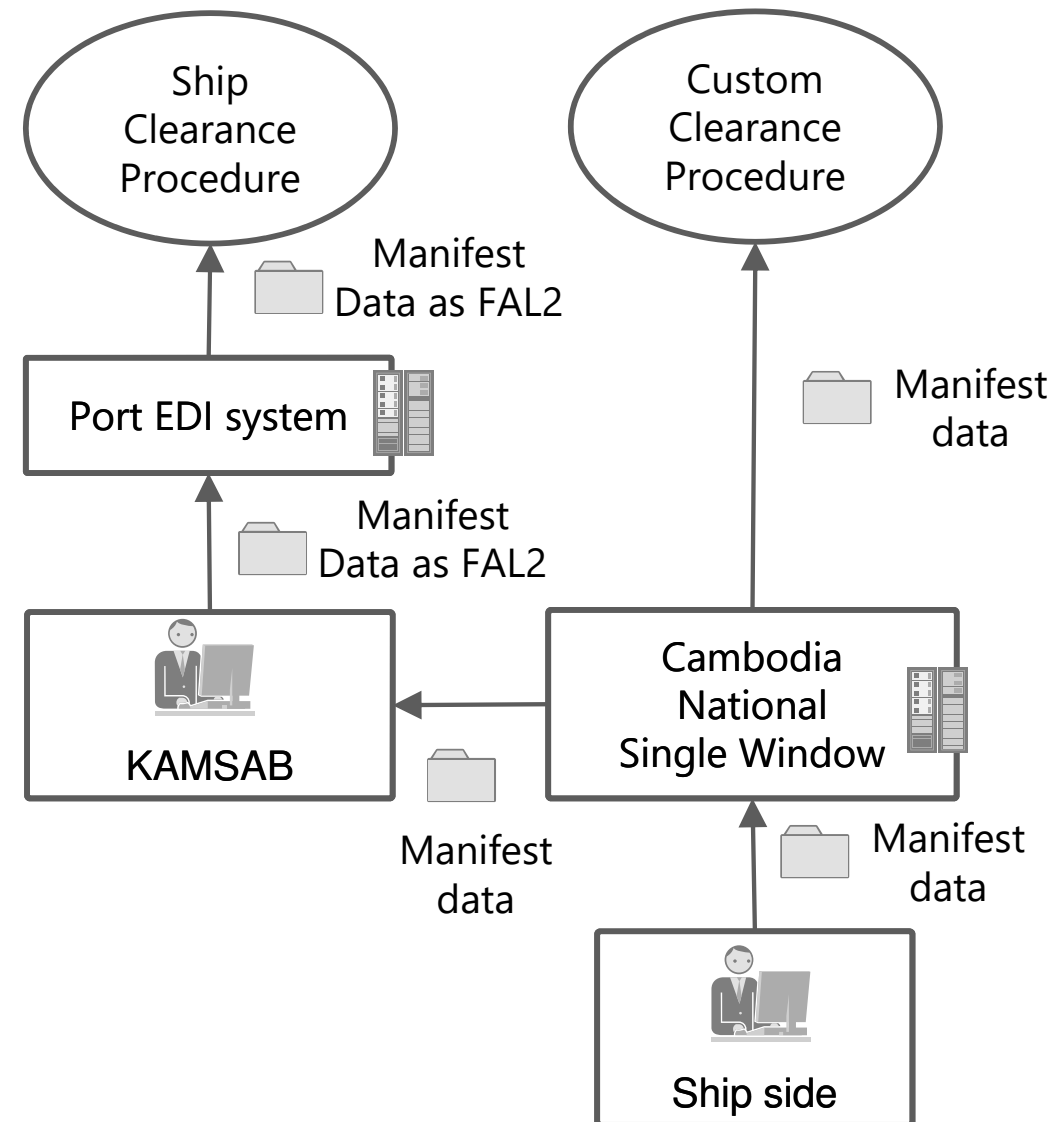 Ship
Clearance
Procedure
Custom
Clearance
Procedure
Manifest
Data as FAL2
Port EDI system
Manifest
data
Manifest
Data as FAL2
KAMSAB
Cambodia
National
Single Window
Manifest
data
Manifest
data
Ship side